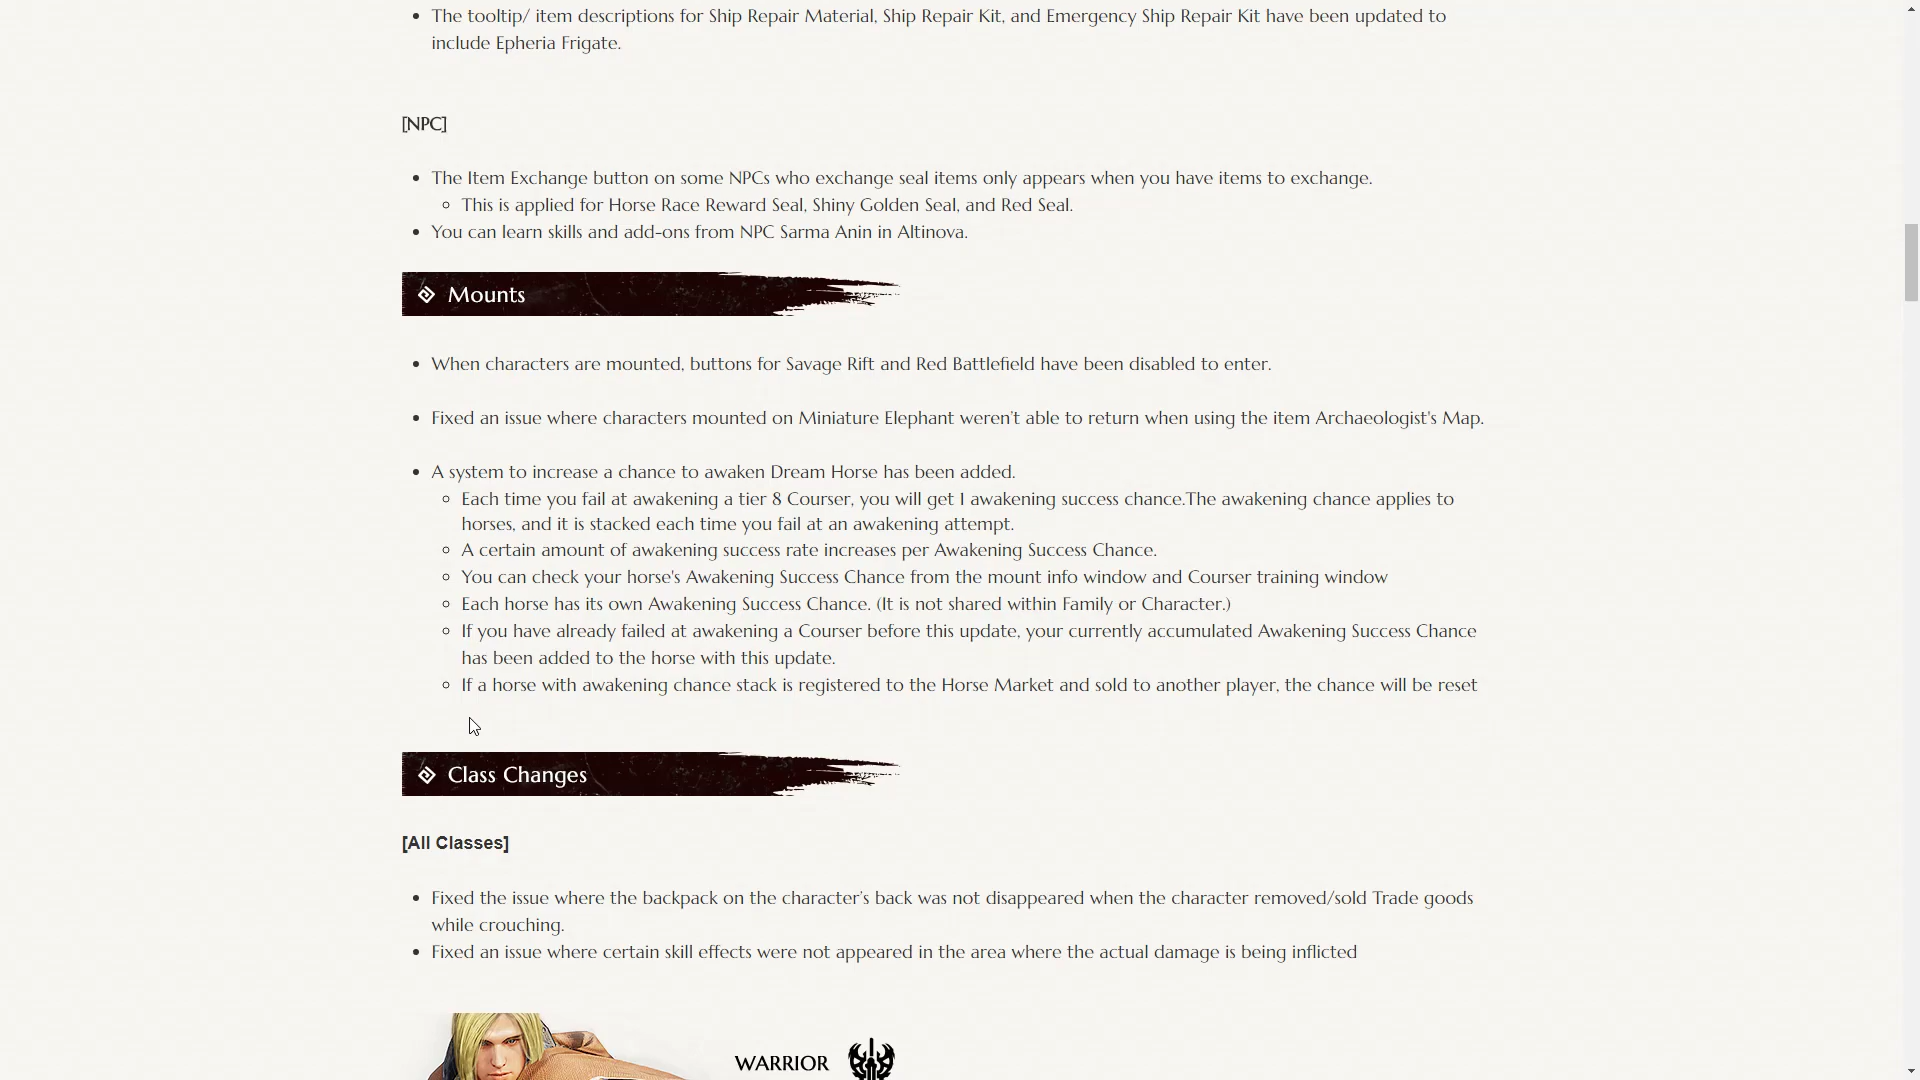 The tooltip/ item descriptions for Ship Repair Material, Ship Repair Kit, and Emergency Ship Repair Kit have been updated to
include Epheria Frigate.
[NPC]
The Item Exchange button on some NPCs who exchange seal items only appears when you have items to exchange.
This is applied for Horse Race Reward Seal, Shiny Golden Seal, and Red Seal.
You can learn skills and add-ons from NPC Sarma Anin in Altinova.
Mounts
When characters are mounted, buttons for Savage Rift and Red Battlefield have been disabled to enter.
Fixed an issue where characters mounted on Miniature Elephant weren't able to return when using the item Archaeologist's Map.
A system to increase a chance to awaken Dream Horse has been added.
Each time you fail at awakening a tier 8 Courser, you will get 1 awakening success chance.The awakening chance applies to
horses, and it is stacked each time you fail at an awakening attempt.
A certain amount of awakening success rate increases per Awakening Success Chance.
You can check your horse's Awakening Success Chance from the mount info window and Courser training window
Each horse has its own Awakening Success Chance. (It is not shared within Family or Character.)
If you have already failed at awakening a Courser before this update, your currently accumulated Awakening Success Chance
has been added to the horse with this update.
If a horse with awakening chance stack is registered to the Horse Market and sold to another player, the chance will be reset
Class Changes
[All Classes]
Fixed the issue where the backpack on the character's back was not disappeared when the character removed/sold Trade goods
while crouching.
Fixed an issue where certain skill effects were not appeared in the area where the actual damage is being inflicted
WARRIOR